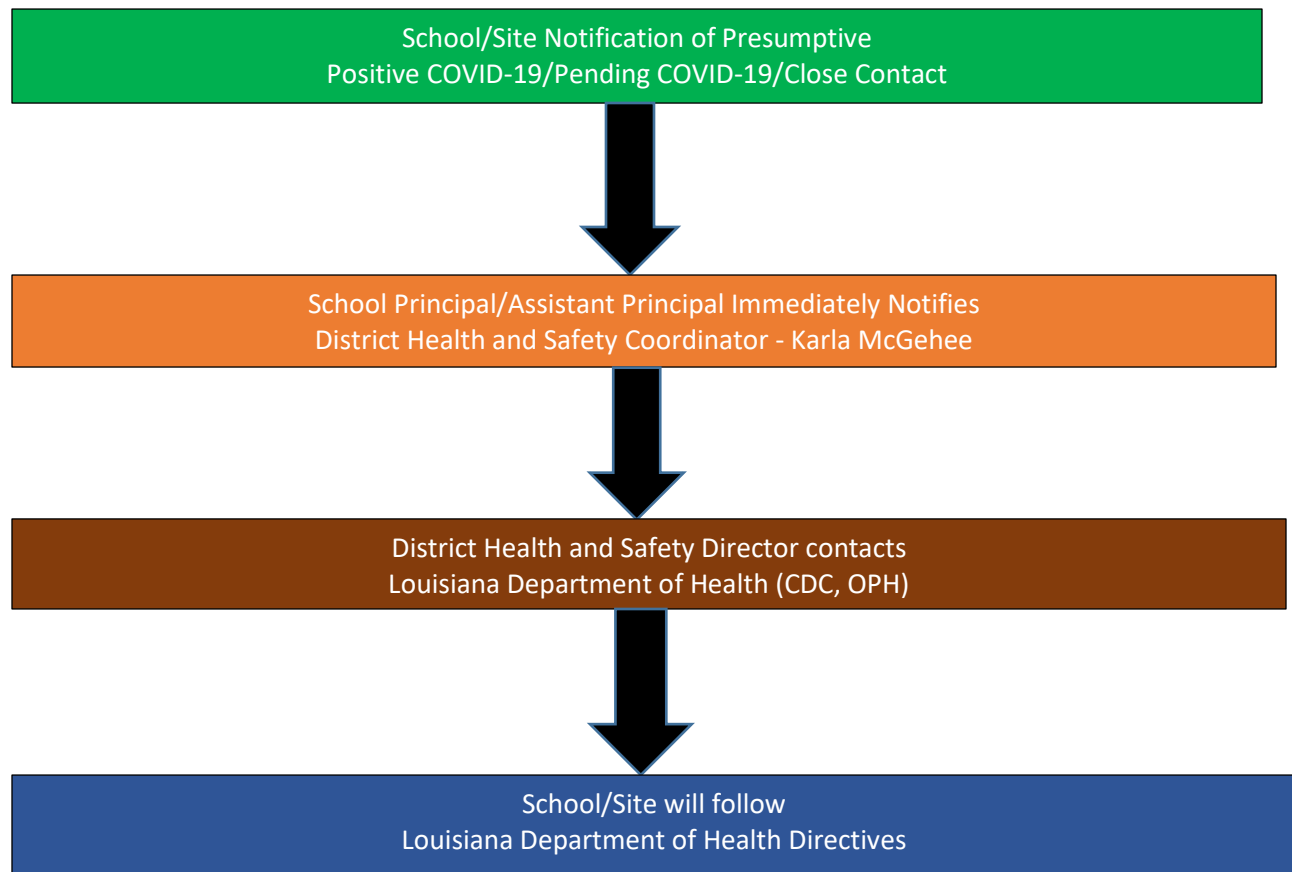 School/Site Notification of Presumptive
Positive COVID-19/Pending COVID-19/Close Contact
School Principal/Assistant Principal Immediately Notifies
District Health and Safety Coordinator - Karla McGehee
District Health and Safety Director contacts
Louisiana Department of Health (CDC, OPH)
School/Site will follow
Louisiana Department of Health Directives